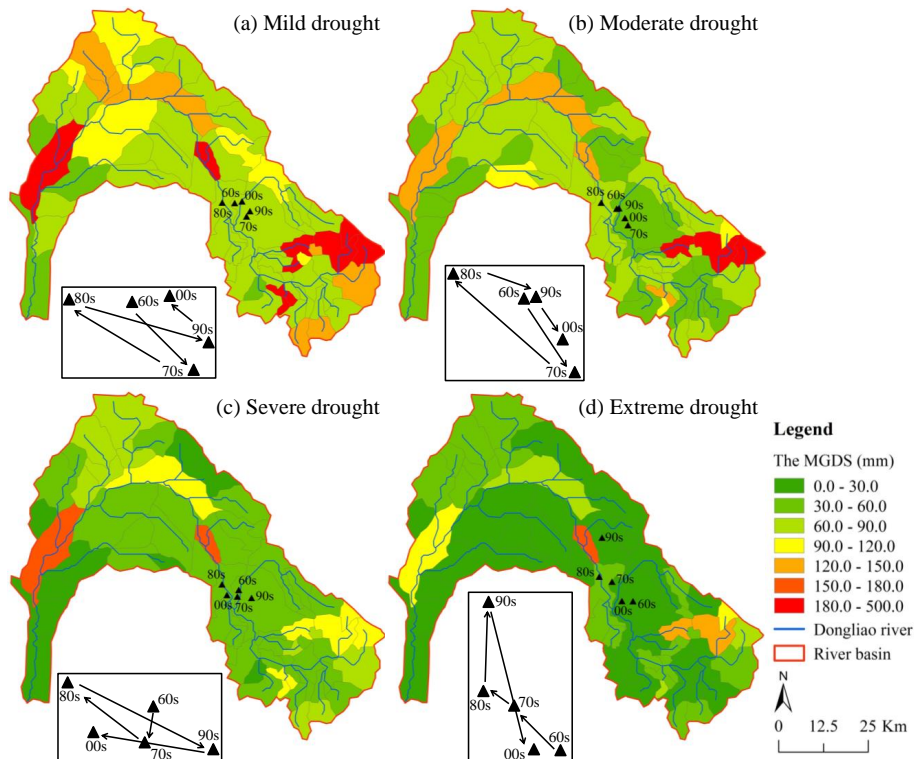 (a) Mild drought
60s
00s
80s
90s
70s
80s
60s
00s
90s
70s
(b) Moderate drought
80s
60s
90s
00s
70s
80s
60s
90s
00s
70s
(c) Severe drought
80s
60s
00s
70s
90s
80s
60s
00s
70s
90s
(d) Extreme drought
90s
80s
70s
00s
60s
90s
80s
70s
00s
60s
Legend
The MGDS (mm)
0.0 - 30.0
30.0 - 60.0
60.0 - 90.0
90.0 - 120.0
120.0 - 150.0
150.0 - 180.0
180.0 - 500.0
Dongliao river
River basin
N
0 12.5 25 Km